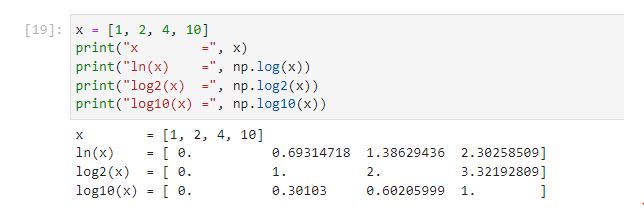 [19]: x = [1, 2, 4, 10]
print("x        =", x)
print("ln(x)    =", np.log(x))
print("log2(x)  =", np.log2(x))
print("log10(x) =", np.log10(x))
x        = [1, 2, 4, 10]
ln(x)    = [ 0.          0.69314718  1.38629436  2.30258509]
log2(x)  = [ 0.          1.          2.          3.32192809]
log10(x) = [ 0.          0.30103     0.60205999  1.        ]